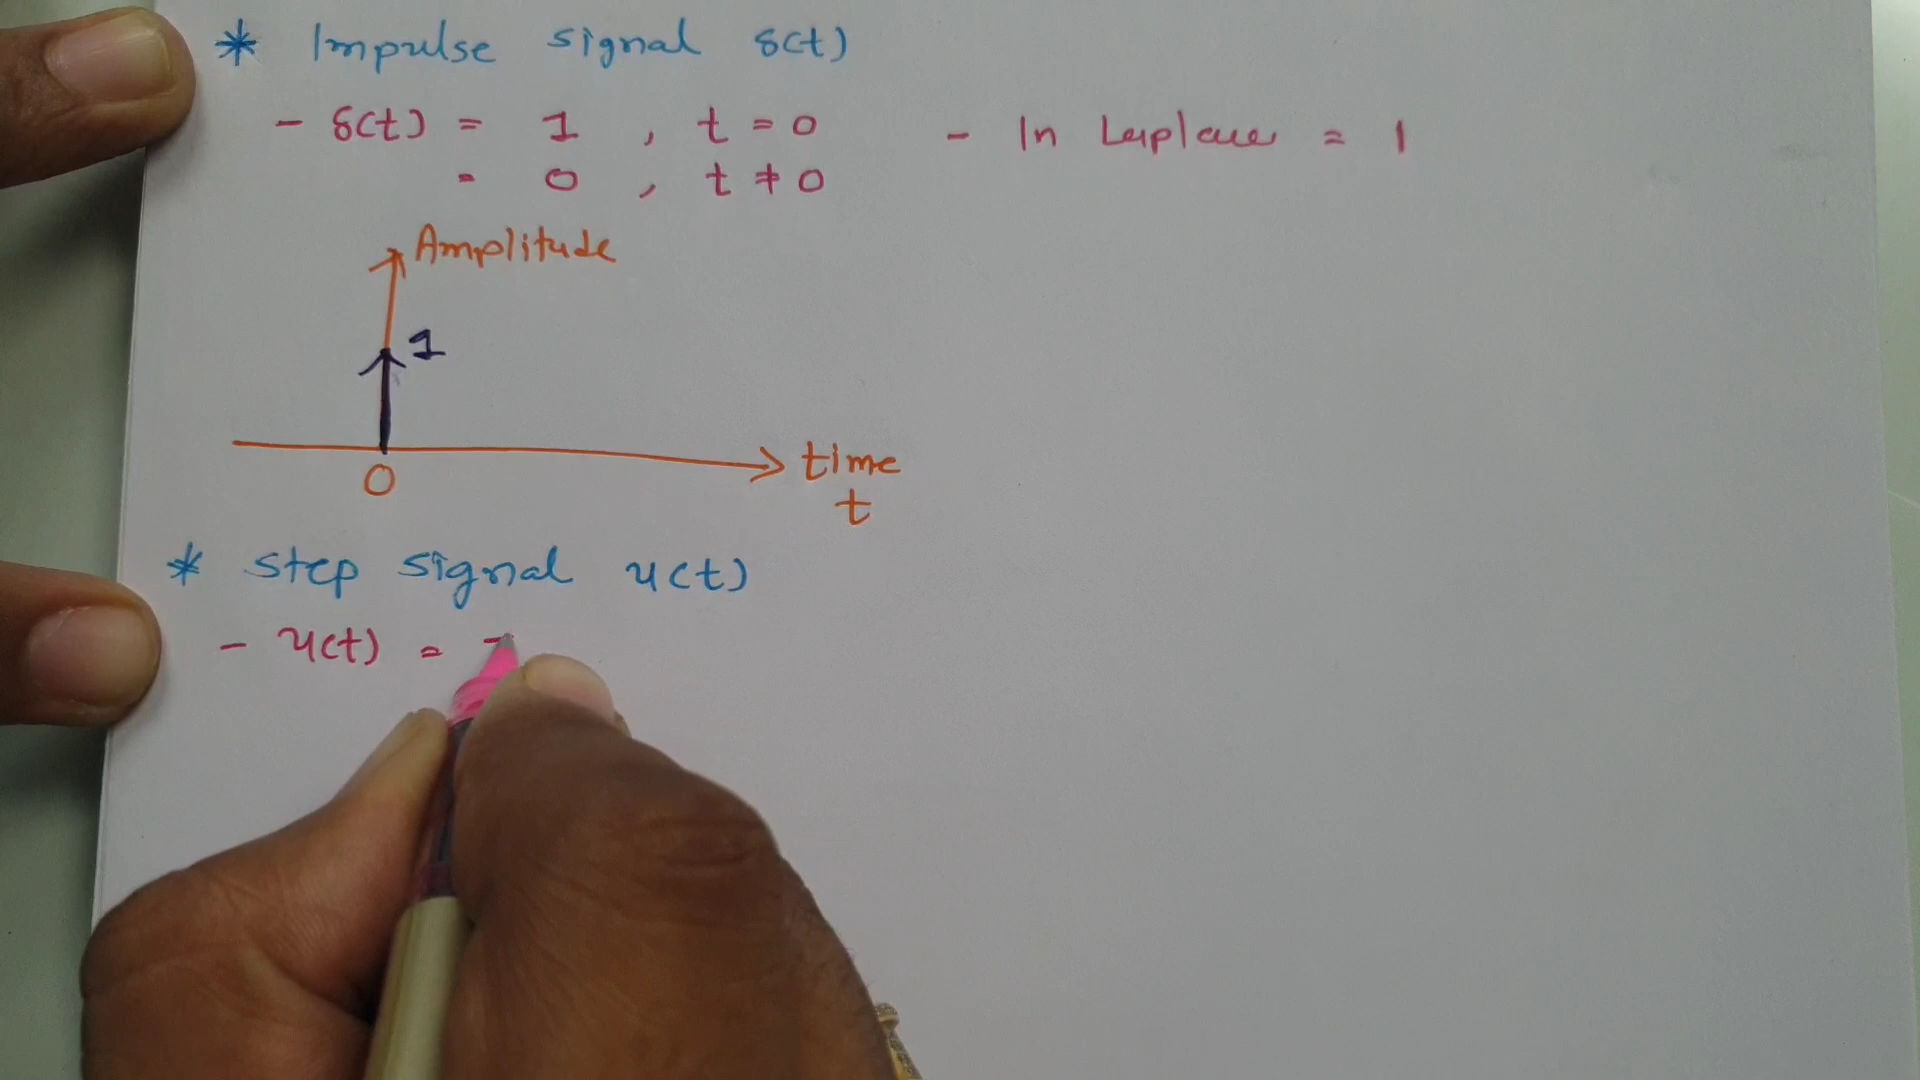 * Impulse signal δ(t)
- δ(t) = 1 , t = 0
= 0 , t ≠ 0
- In Laplace = 1
Amplitude
1
0
time
t
* Step signal u(t)
- u(t) =